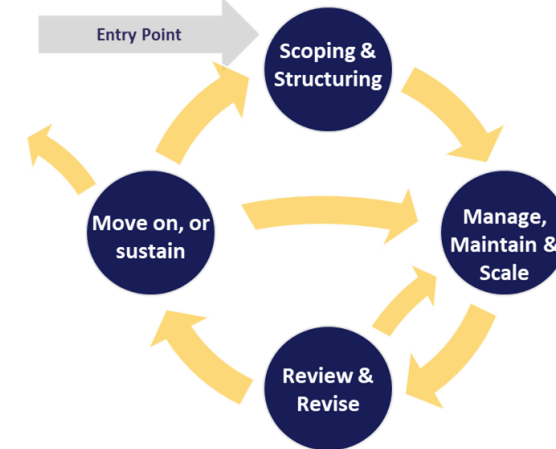 Entry Point
Scoping &
Structuring
Move on, or
sustain
Manage,
Maintain &
Scale
Review &
Revise